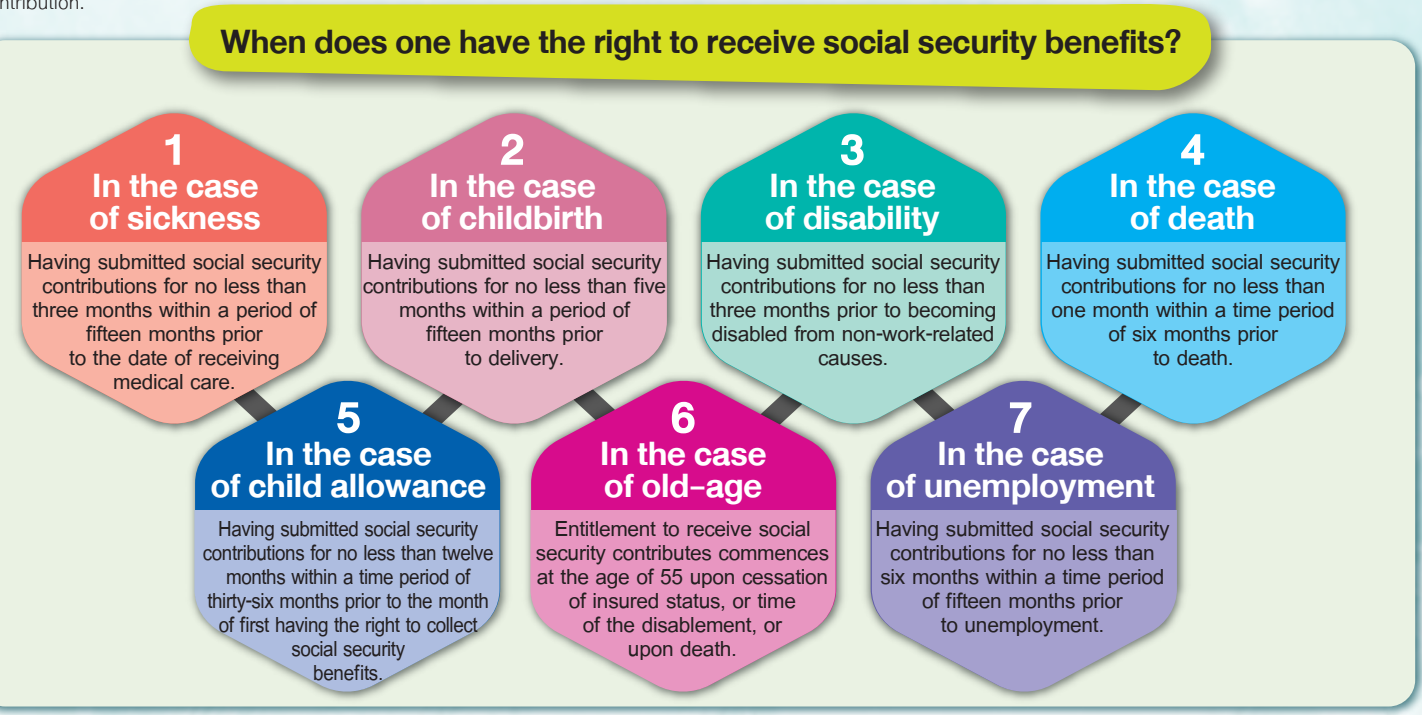 ntribution.
When does one have the right to receive social security benefits?
1
In the case
of sickness
Having submitted social security
contributions for no less than
three months within a period of
fifteen months prior
to the date of receiving
medical care.
2
In the case
of childbirth
Having submitted social security
contributions for no less than five
months within a period of
fifteen months prior
to delivery.
3
In the case
of disability
Having submitted social security
contributions for no less than
three months prior to becoming
disabled from non-work-related
causes.
4
In the case
of death
Having submitted social security
contributions for no less than
one month within a time period
of six months prior
to death.
5
In the case
of child allowance
Having submitted social security
contributions for no less than twelve
months within a time period of
thirty-six months prior to the month
of first having the right to collect
social security
benefits.
6
In the case
of old-age
Entitlement to receive social
security contributes commences
at the age of 55 upon cessation
of insured status, or time
of the disablement, or
upon death.
7
In the case
of unemployment
Having submitted social security
contributions for no less than
six months within a time period
of fifteen months prior
to unemployment.